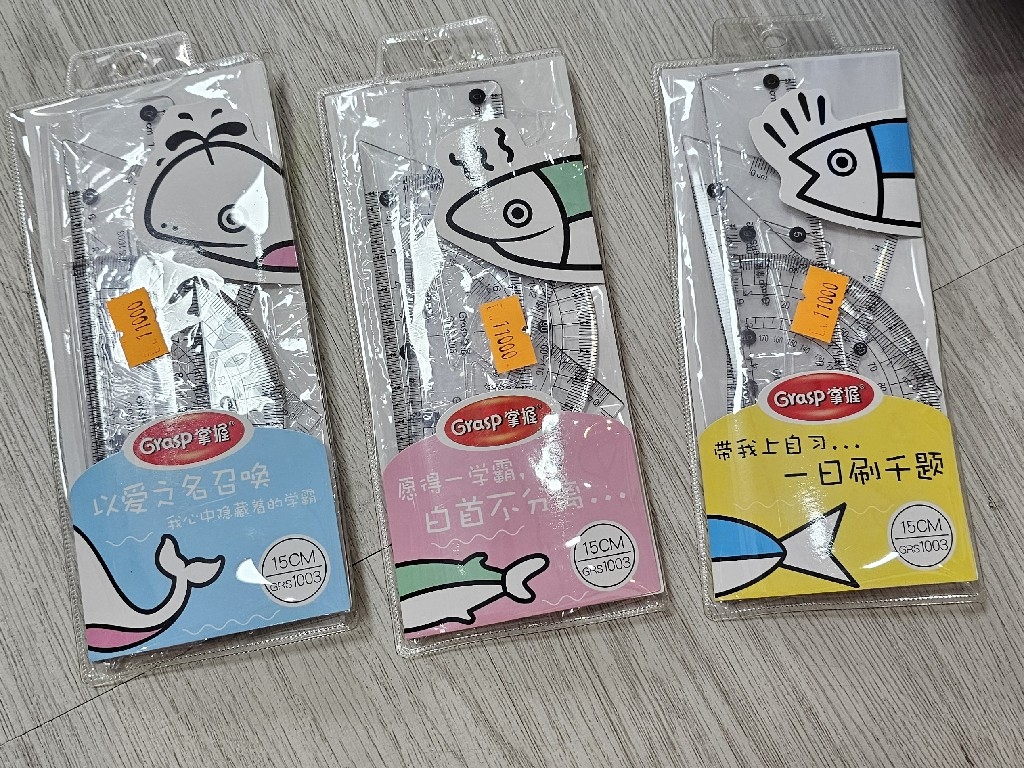 11000
Grasp掌握®
以爱之名召唤
我心中隐藏着的学霸
15CM
GRS1003
11000
Grasp掌握®
愿得一学霸,
白首不分离...
15CM
GRS1003
11000
Grasp掌握®
带我上自习...
一日刷千题
15CM
GRS1003